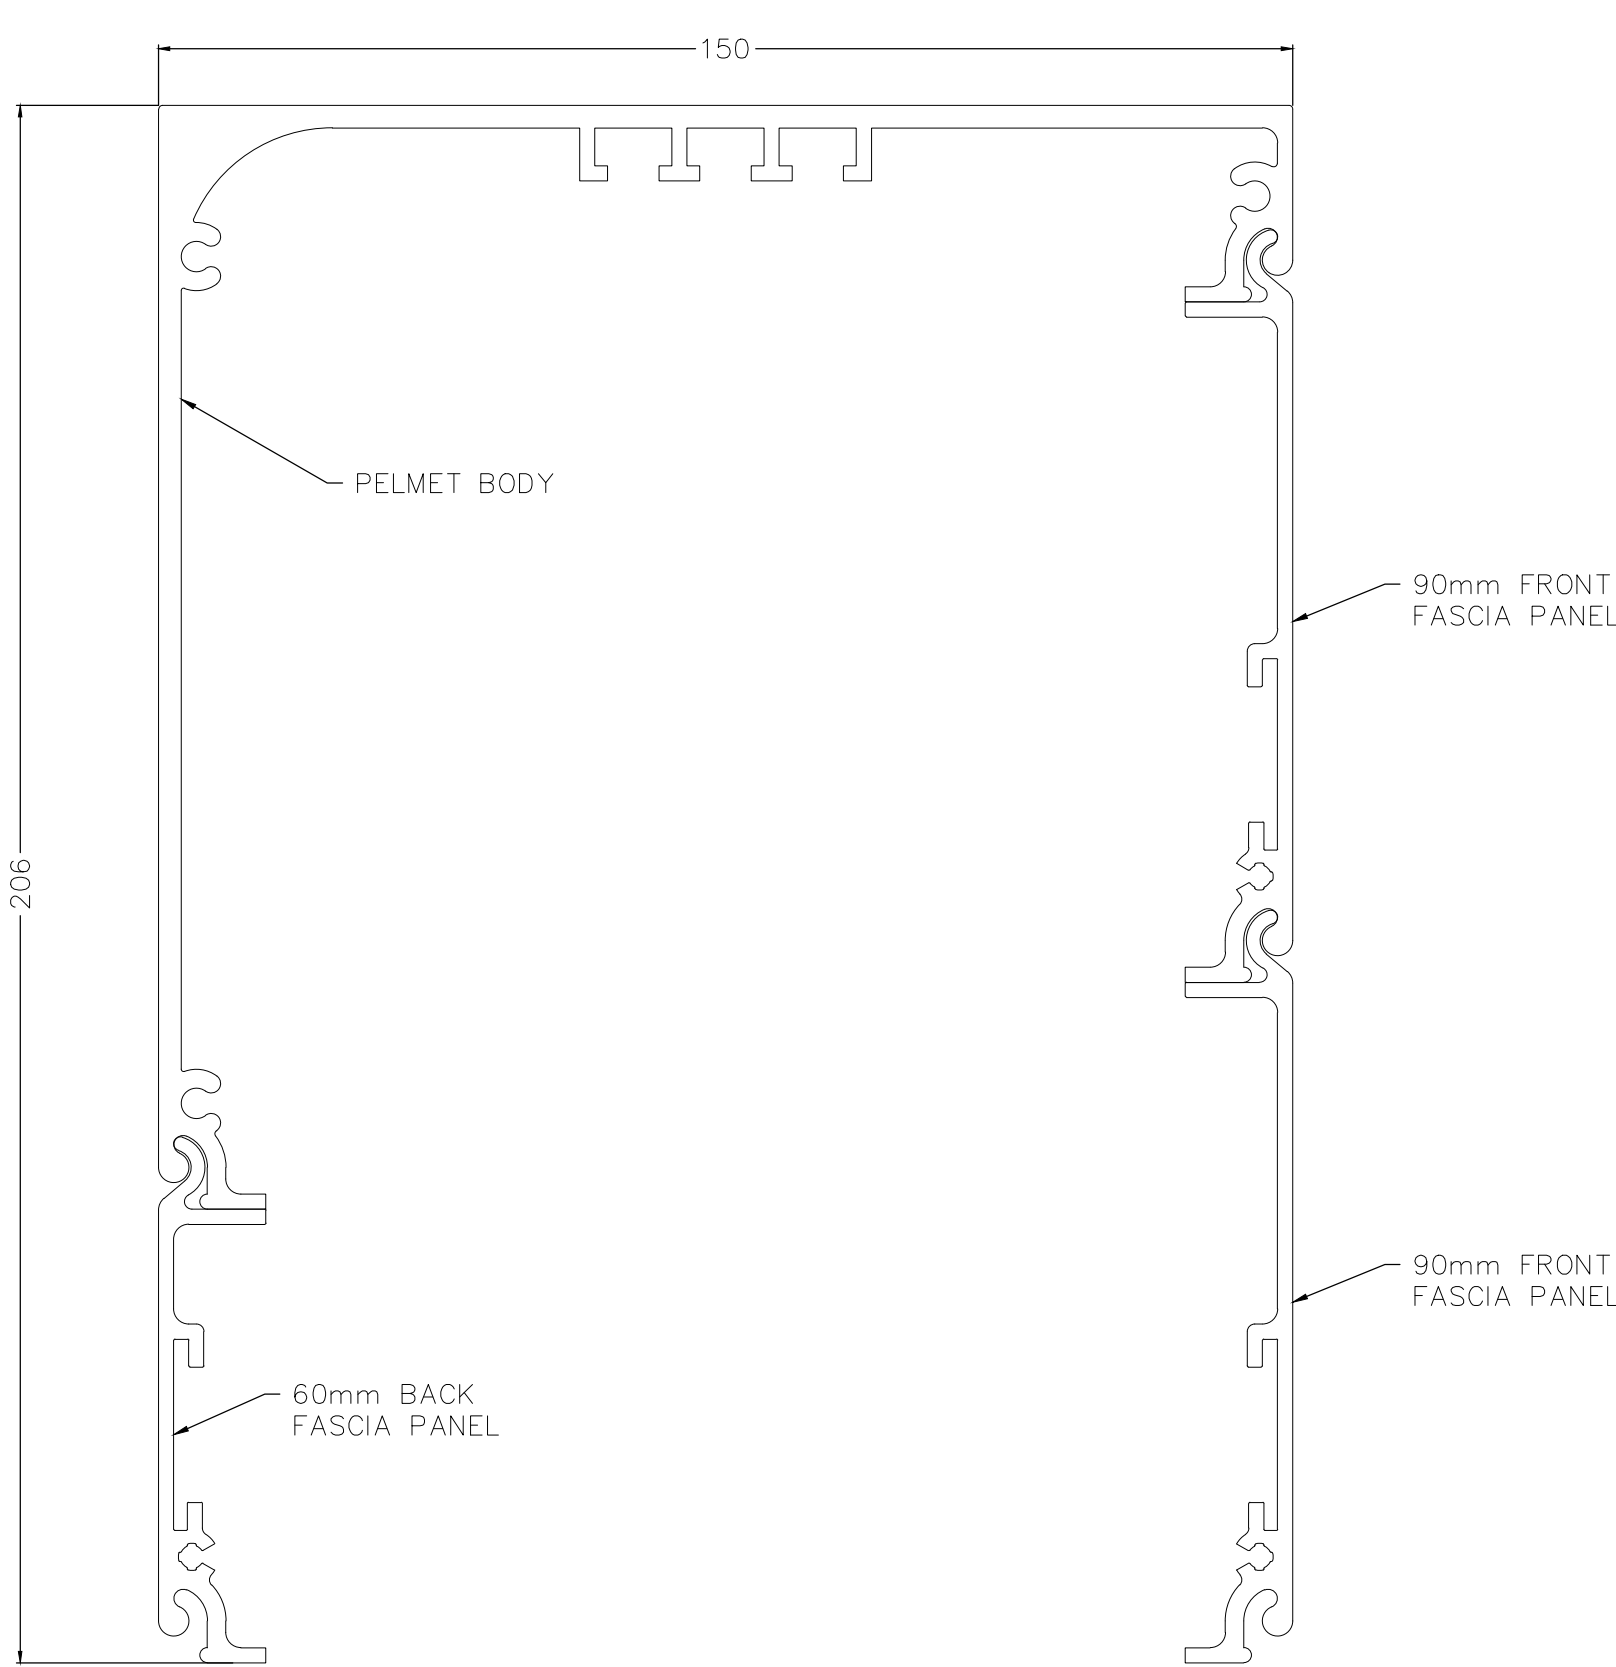 150
PELMET BODY
90mm FRONT
FASCIA PANEL
206
90mm FRONT
FASCIA PANEL
60mm BACK
FASCIA PANEL